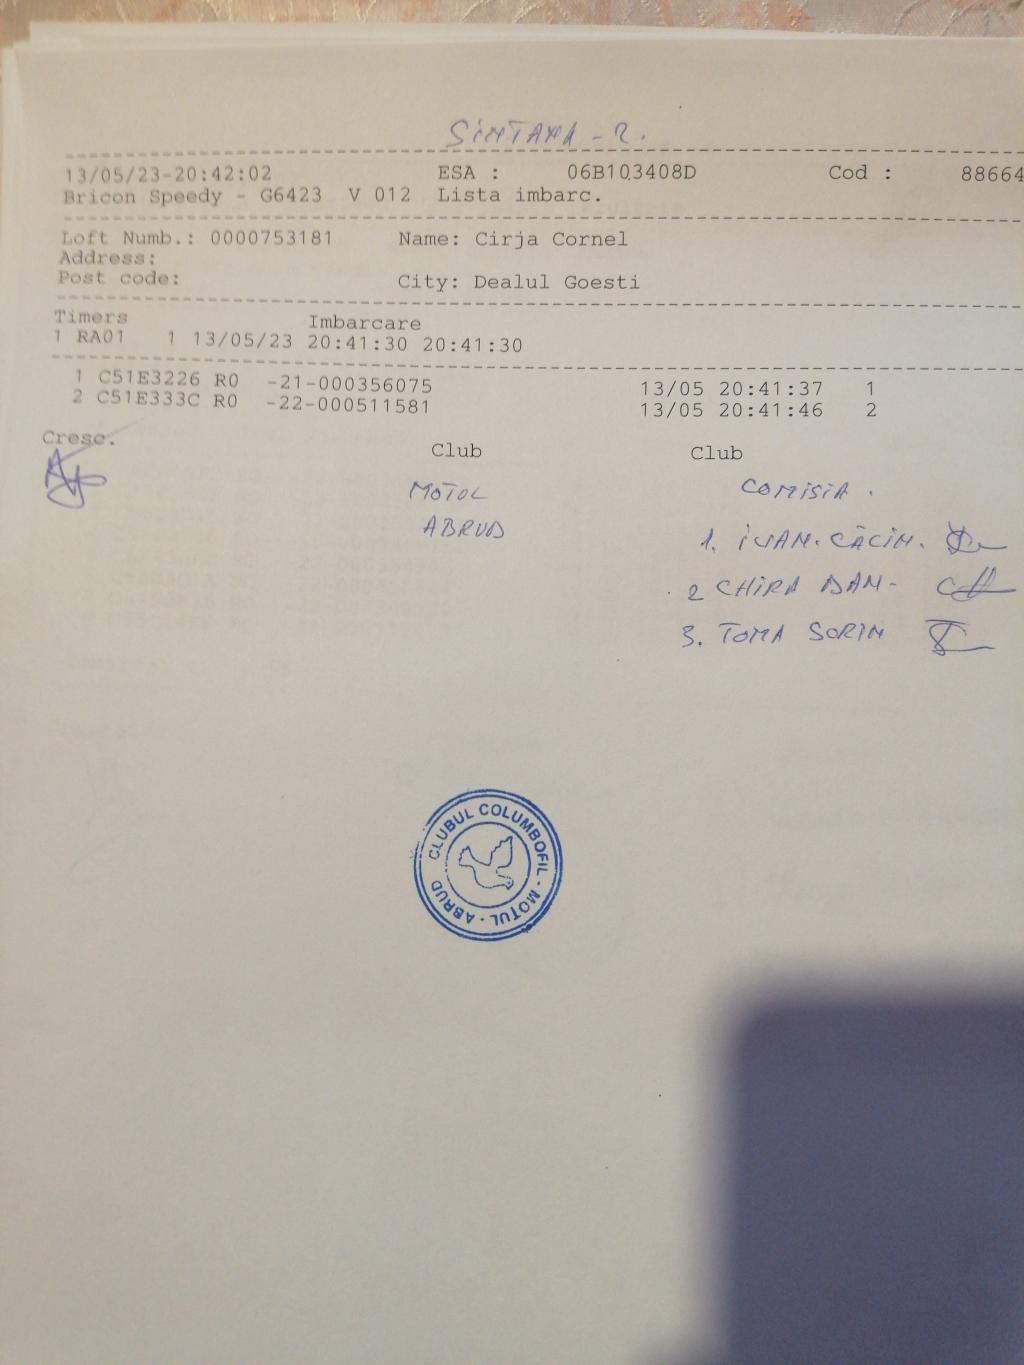 SiNTANA - 2.
13/05/23-20:42:02 ESA : 06B103408D Cod : 88664
Bricon Speedy - G6423 V 012 Lista imbarc.
Loft Numb.: 0000753181 Name: Cirja Cornel
Address:
Post code: City: Dealul Goesti
Timers Imbarcare
1 RA01 1 13/05/23 20:41:30 20:41:30
1 C51E3226 R0 -21-000356075 13/05 20:41:37 1
2 C51E333C R0 -22-000511581 13/05 20:41:46 2
Cresc. Club Club
MOTUL COMiSiA.
ABRUD
1. iVAN. CĂCiN.
2 CHiRA DAN-
3. TOMA SORIN
CLUBUL COLUMBOFIL - MOTUL - ABRUD